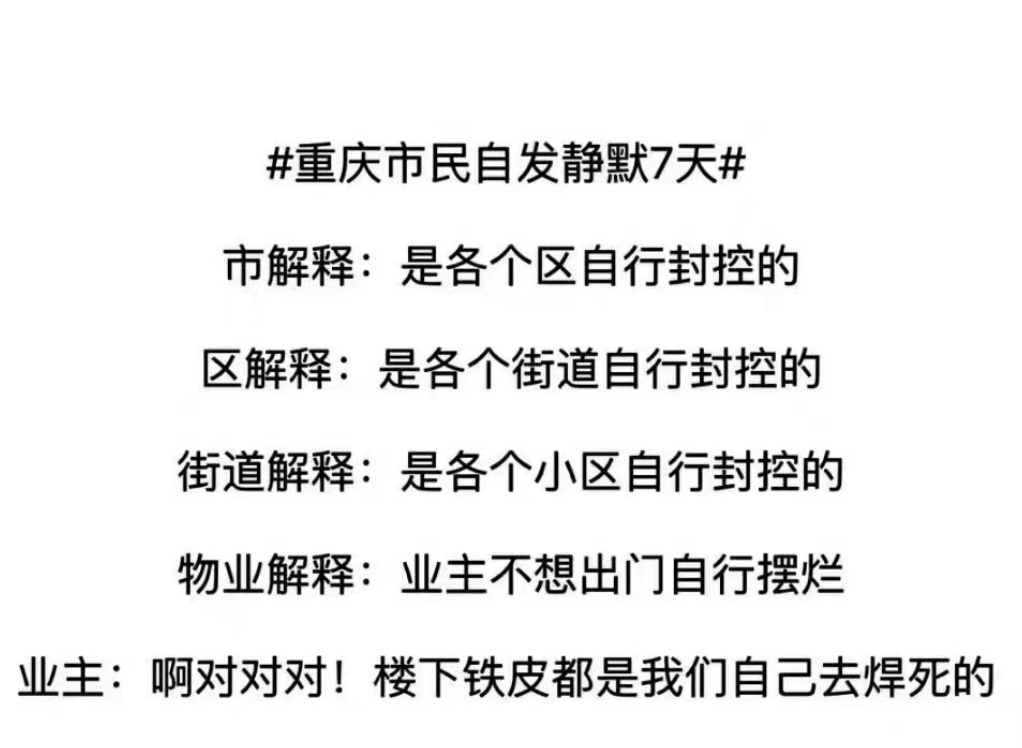 #重庆市民自发静默7天#
市解释：是各个区自行封控的
区解释：是各个街道自行封控的
街道解释：是各个小区自行封控的
物业解释：业主不想出门自行摆烂
业主：啊对对对！楼下铁皮都是我们自己去焊死的